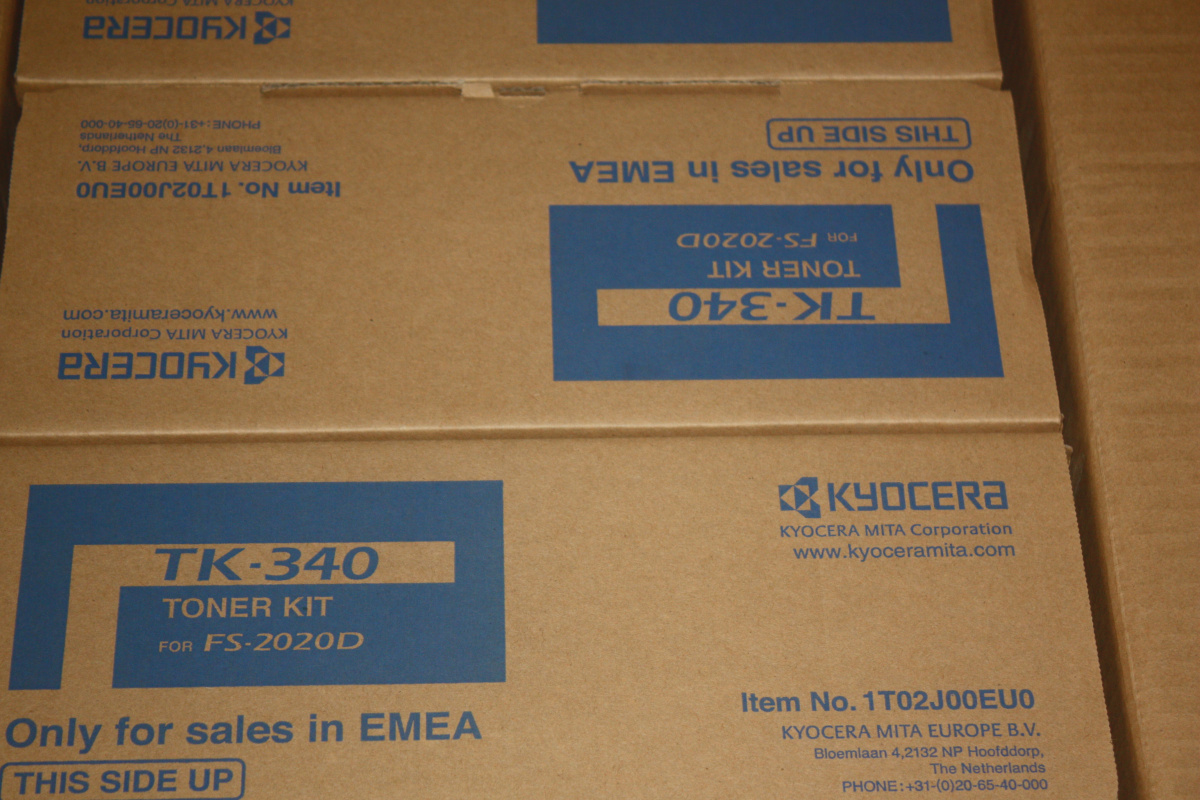 KYOCERA MITA Corporation
KYOCERA
PHONE:+31-(0)20-65-40-000
The Netherlands
Bloemlaan 4,2132 NP Hoofddorp,
KYOCERA MITA EUROPE B.V.
Item No. 1T02J00EU0
THIS SIDE UP
Only for sales in EMEA
FOR FS-2020D
TONER KIT
TK-340
www.kyoceramita.com
KYOCERA MITA Corporation
KYOCERA
TK-340
TONER KIT
FOR FS-2020D
Only for sales in EMEA
THIS SIDE UP
KYOCERA
KYOCERA MITA Corporation
www.kyoceramita.com
Item No. 1T02J00EU0
KYOCERA MITA EUROPE B.V.
Bloemlaan 4,2132 NP Hoofddorp,
The Netherlands
PHONE:+31-(0)20-65-40-000